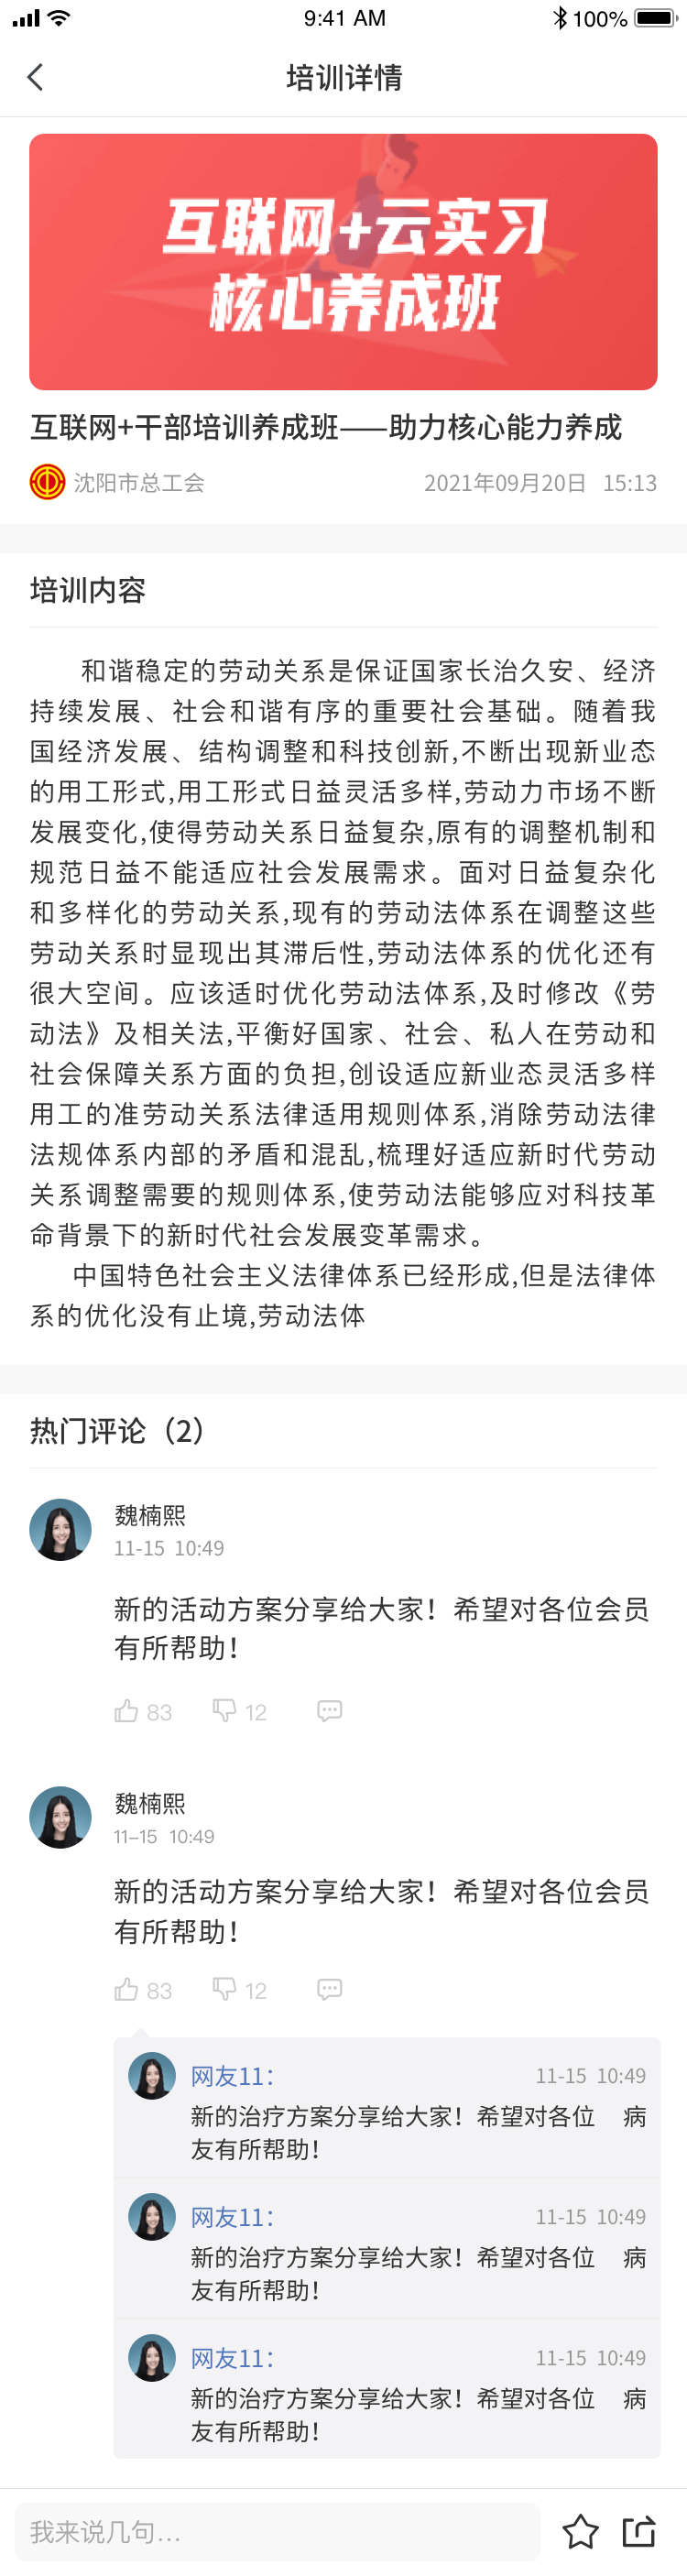 9:41 AM 100%
培训详情
互联网+云实习
核心养成班
互联网+干部培训养成班——助力核心能力养成
沈阳市总工会 2021年09月20日 15:13
培训内容
和谐稳定的劳动关系是保证国家长治久安、经济
持续发展、社会和谐有序的重要社会基础。随着我
国经济发展、结构调整和科技创新,不断出现新业态
的用工形式,用工形式日益灵活多样,劳动力市场不断
发展变化,使得劳动关系日益复杂,原有的调整机制和
规范日益不能适应社会发展需求。面对日益复杂化
和多样化的劳动关系,现有的劳动法体系在调整这些
劳动关系时显现出其滞后性,劳动法体系的优化还有
很大空间。应该适时优化劳动法体系,及时修改《劳
动法》及相关法,平衡好国家、社会、私人在劳动和
社会保障关系方面的负担,创设适应新业态灵活多样
用工的准劳动关系法律适用规则体系,消除劳动法律
法规体系内部的矛盾和混乱,梳理好适应新时代劳动
关系调整需要的规则体系,使劳动法能够应对科技革
命背景下的新时代社会发展变革需求。
中国特色社会主义法律体系已经形成,但是法律体
系的优化没有止境,劳动法体
热门评论（2）
魏楠熙
11-15 10:49
新的活动方案分享给大家！希望对各位会员
有所帮助！
83 12
魏楠熙
11-15 10:49
新的活动方案分享给大家！希望对各位会员
有所帮助！
83 12
网友11： 11-15 10:49
新的治疗方案分享给大家！希望对各位 病
友有所帮助！
网友11： 11-15 10:49
新的治疗方案分享给大家！希望对各位 病
友有所帮助！
网友11： 11-15 10:49
新的治疗方案分享给大家！希望对各位 病
友有所帮助！
我来说几句...